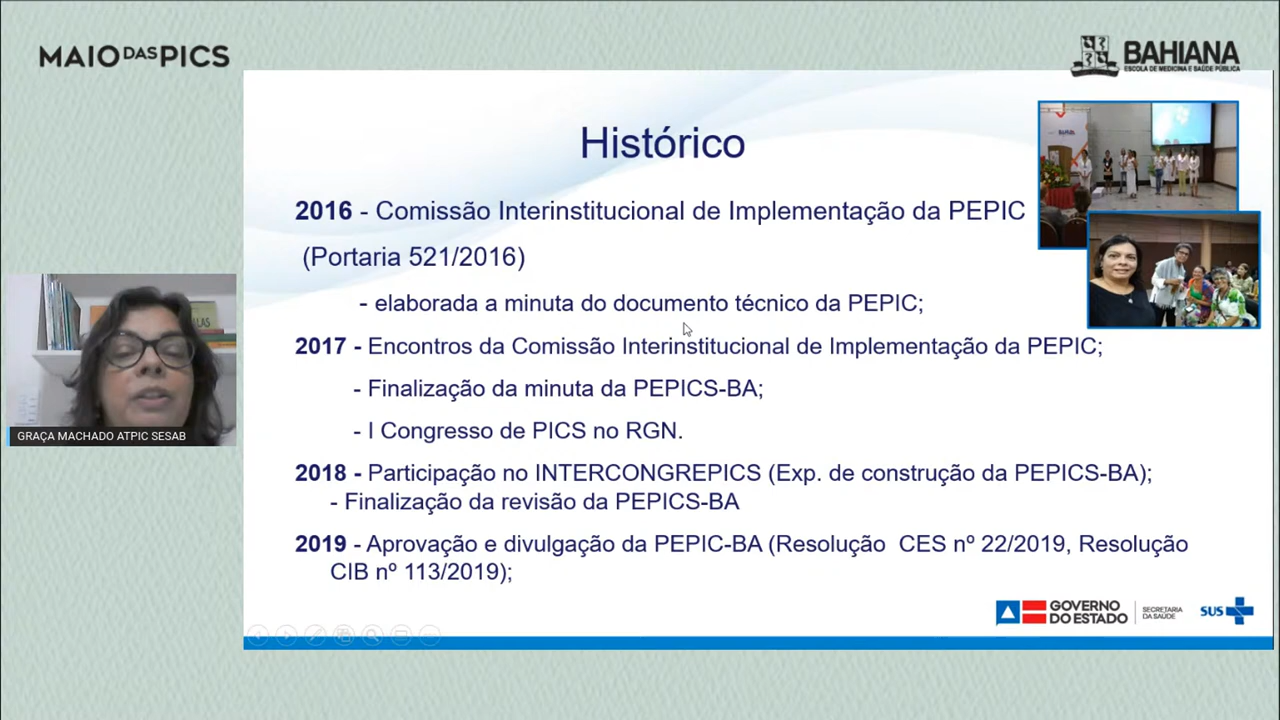 MAIO DAS PICS
BAHIANA
ESCOLA DE MEDICINA E SAÚDE PÚBLICA
Histórico
2016 - Comissão Interinstitucional de Implementação da PEPIC
(Portaria 521/2016)
- elaborada a minuta do documento técnico da PEPIC;
2017 - Encontros da Comissão Interinstitucional de Implementação da PEPIC;
- Finalização da minuta da PEPICS-BA;
- I Congresso de PICS no RGN.
2018 - Participação no INTERCONGREPICS (Exp. de construção da PEPICS-BA);
- Finalização da revisão da PEPICS-BA
2019 - Aprovação e divulgação da PEPIC-BA (Resolução CES nº 22/2019, Resolução
CIB nº 113/2019);
GRAÇA MACHADO ATPIC SESAB
GOVERNO
DO ESTADO
SECRETARIA
DA SAÚDE
SUS